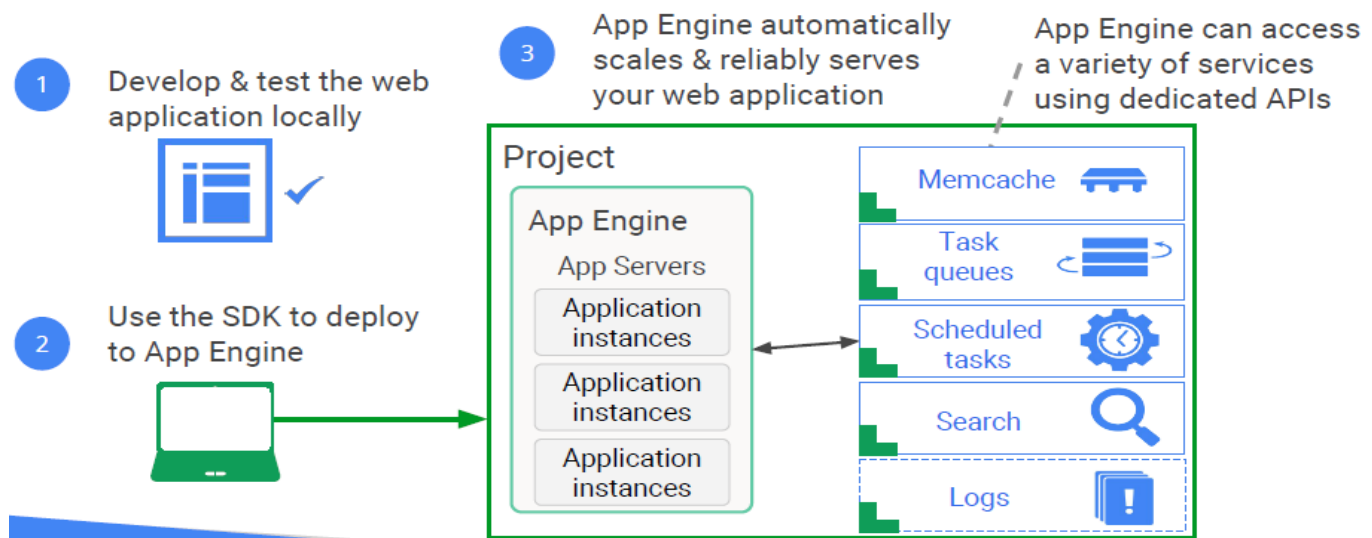 1
Develop & test the web
application locally
2
Use the SDK to deploy
to App Engine
3
App Engine automatically
scales & reliably serves
your web application
App Engine can access
a variety of services
using dedicated APIs
Project
App Engine
App Servers
Application
instances
Application
instances
Application
instances
Memcache
Task
queues
Scheduled
tasks
Search
Logs
!